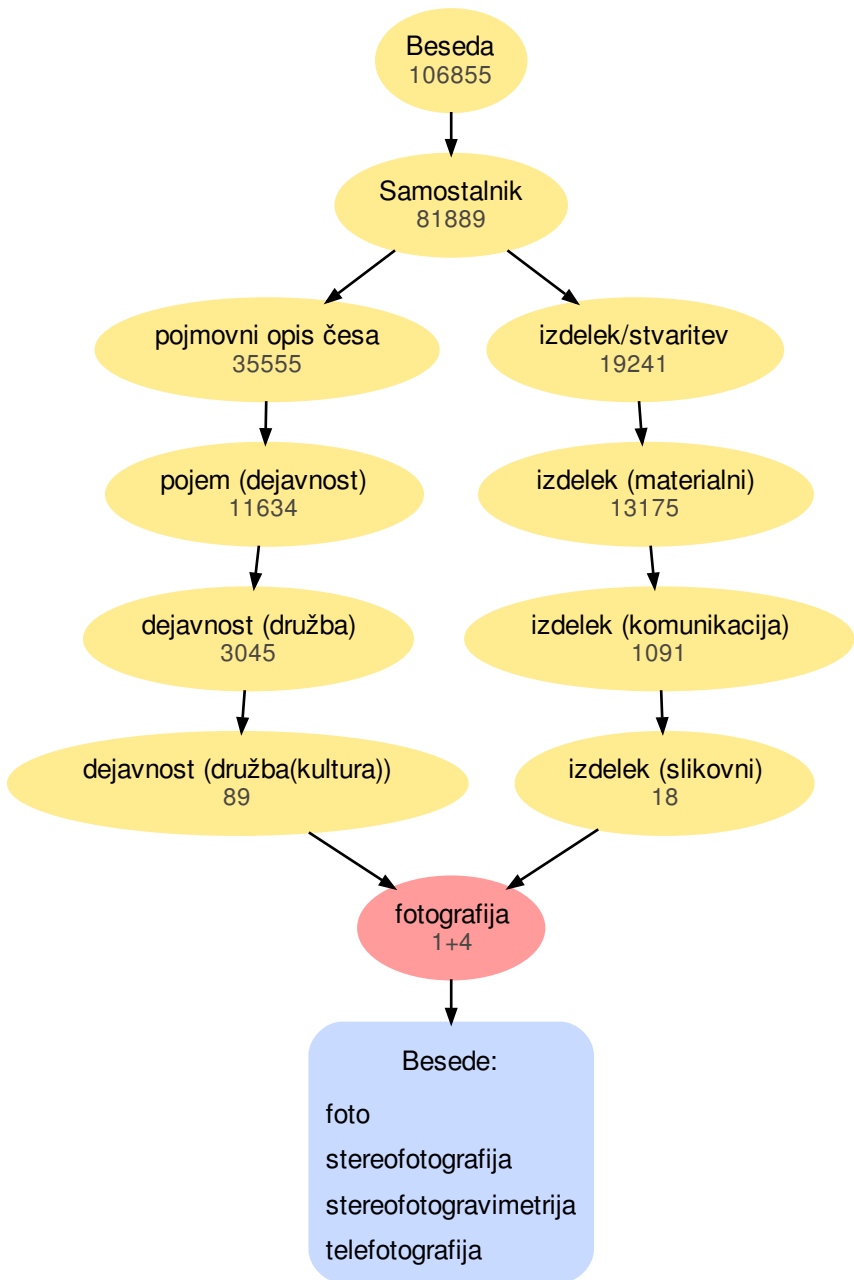 Beseda
106855
Samostalnik
81889
pojmovni opis česa
35555
izdelek/stvaritev
19241
pojem (dejavnost)
11634
izdelek (materialni)
13175
dejavnost (družba)
3045
izdelek (komunikacija)
1091
dejavnost (družba(kultura))
89
izdelek (slikovni)
18
fotografija
1+4
Besede:
foto
stereofotografija
stereofotogravimetrija
telefotografija